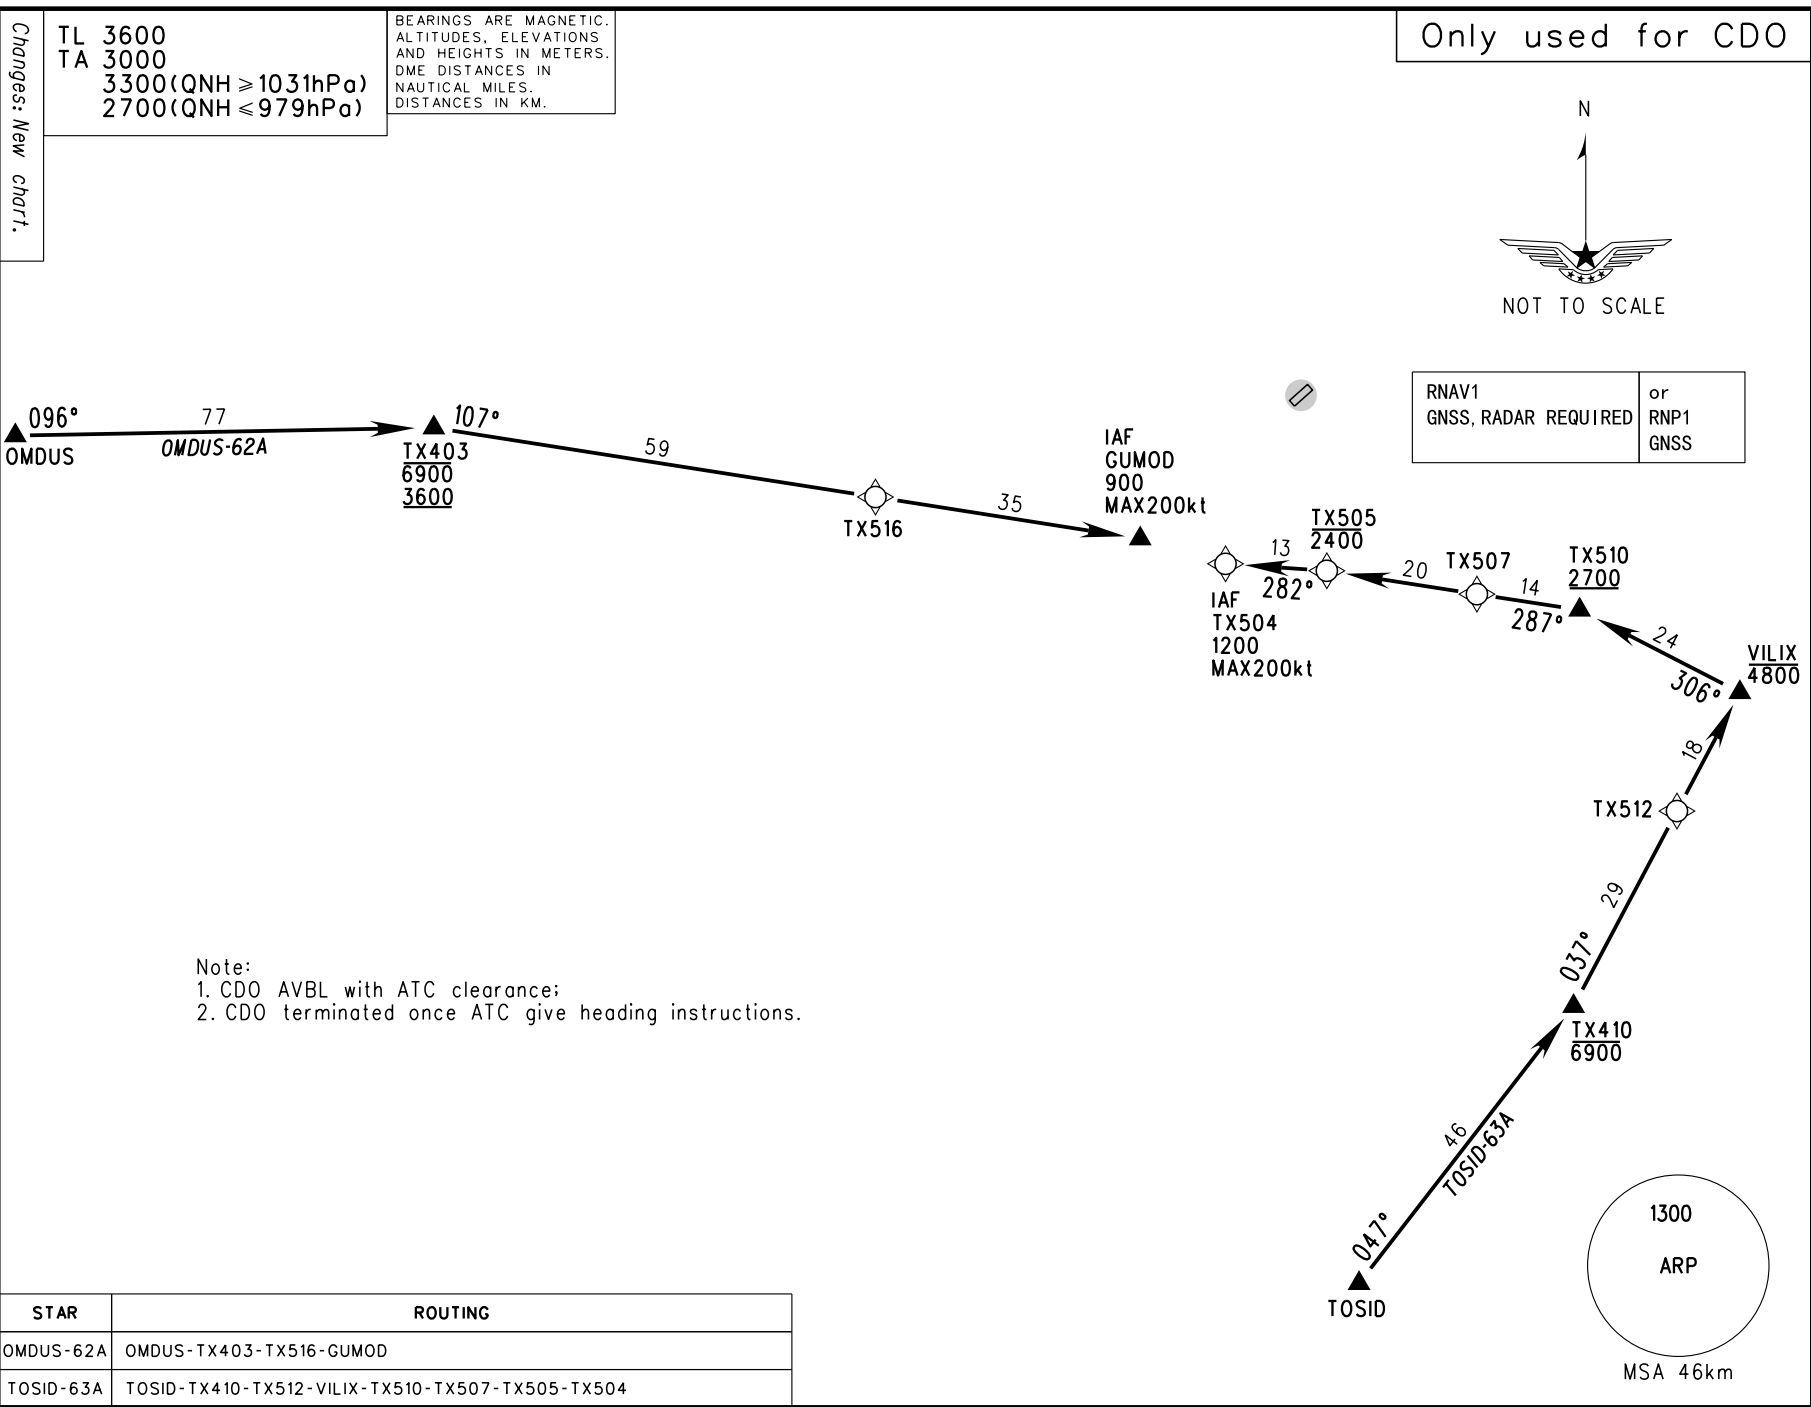 Changes: New chart.
TL 3600
TA 3000
3300(QNH ≥ 1031hPa)
2700(QNH ≤ 979hPa)
BEARINGS ARE MAGNETIC.
ALTITUDES, ELEVATIONS
AND HEIGHTS IN METERS.
DME DISTANCES IN
NAUTICAL MILES.
DISTANCES IN KM.
Only used for CDO
N
NOT TO SCALE
RNAV1
GNSS, RADAR REQUIRED
or
RNP1
GNSS
096°
77
OMDUS-62A
OMDUS
107°
TX403
6900
3600
59
TX516
35
IAF
GUMOD
900
MAX200kt
IAF
TX504
1200
MAX200kt
13
282°
TX505
2400
20
TX507
14
287°
TX510
2700
24
306°
VILIX
4800
18
TX512
29
037°
TX410
6900
46
TOSID-63A
047°
TOSID
Note:
1. CDO AVBL with ATC clearance;
2. CDO terminated once ATC give heading instructions.
1300
ARP
MSA 46km
STAR ROUTING
OMDUS-62A OMDUS-TX403-TX516-GUMOD
TOSID-63A TOSID-TX410-TX512-VILIX-TX510-TX507-TX505-TX504